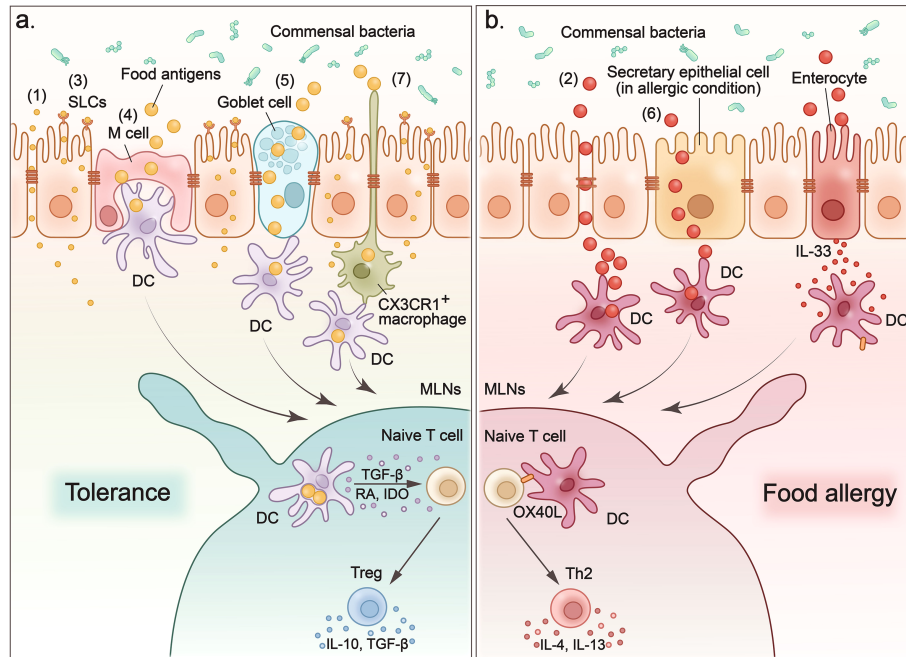 a.
Commensal bacteria
(3)
Food antigens
(5)
(7)
(1)
SLCs
(4)
M cell
Goblet cell
DC
DC
CX3CR1+
macrophage
DC
MLNs
Naive T cell
Tolerance
TGF-β
RA, IDO
DC
Treg
IL-10, TGF-β
b.
Commensal bacteria
(2)
Secretary epithelial cell
(in allergic condition)
Enterocyte
(6)
IL-33
DC
DC
DC
MLNs
Naive T cell
Food allergy
OX40L
DC
Th2
IL-4, IL-13